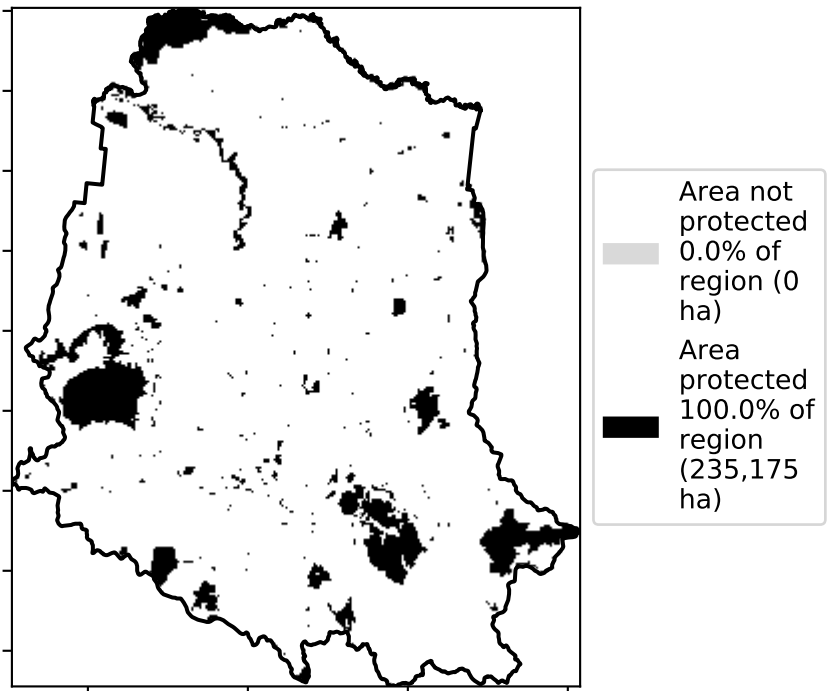 Area not
protected
0.0% of
region (0
ha)
Area
protected
100.0% of
region
(235,175
ha)